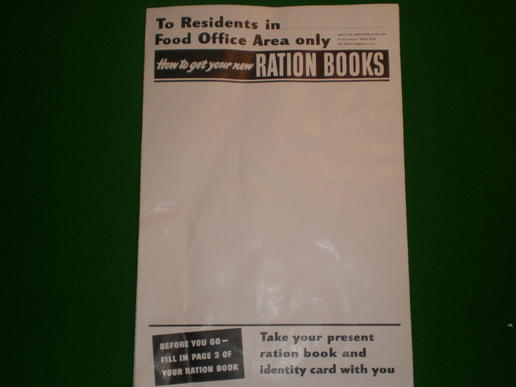 To Residents in
Food Office Area only
How to get your new RATION BOOKS
BEFORE YOU GO—
FILL IN PAGE 3 OF
YOUR RATION BOOK
Take your present
ration book and
identity card with you